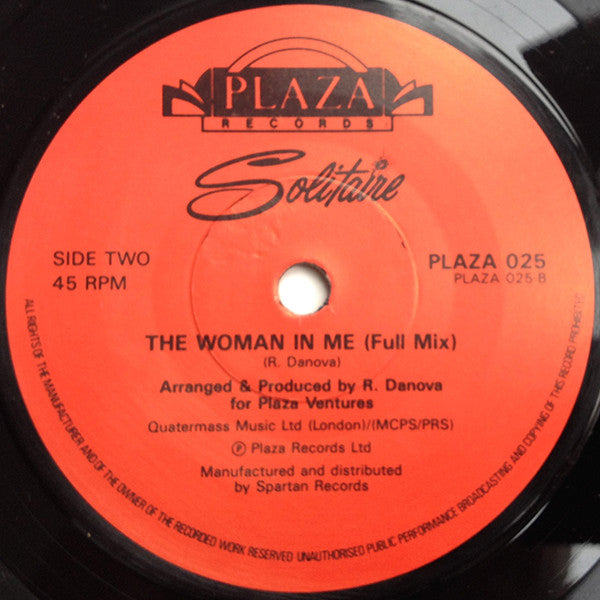 PLAZA
RECORDS
Solitaire
SIDE TWO
45 RPM
PLAZA 025
PLAZA 025-B
THE WOMAN IN ME (Full Mix)
(R. Danova)
Arranged & Produced by R. Danova
for Plaza Ventures
Quatermass Music Ltd (London)/(MCPS/PRS)
Ⓟ Plaza Records Ltd
Manufactured and distributed
by Spartan Records
ALL RIGHTS OF THE MANUFACTURER AND OF THE OWNER OF THE RECORDED WORK RESERVED UNAUTHORISED PUBLIC PERFORMANCE BROADCASTING AND COPYING OF THIS RECORD PROHIBITED